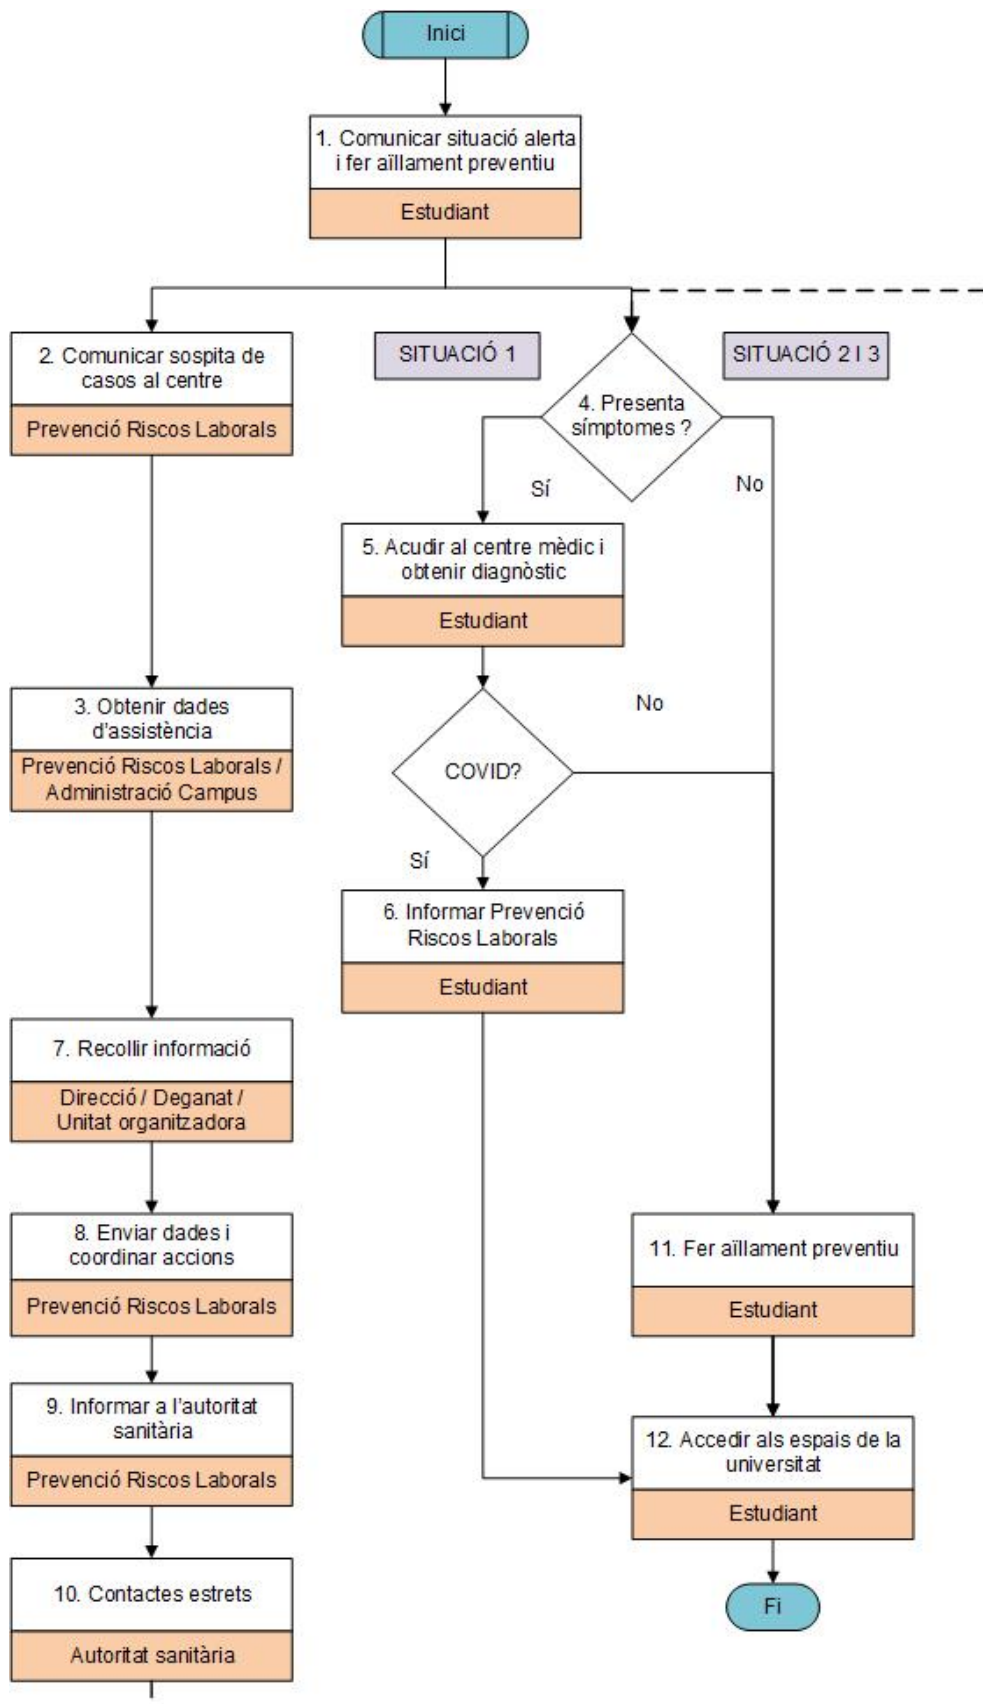 Inici
1. Comunicar situació alerta
i fer aïllament preventiu
Estudiant
2. Comunicar sospita de
casos al centre
Prevenció Riscos Laborals
SITUACIÓ 1
SITUACIÓ 2 I 3
4. Presenta
símptomes ?
Sí
No
5. Acudir al centre mèdic i
obtenir diagnòstic
Estudiant
3. Obtenir dades
d'assistència
Prevenció Riscos Laborals /
Administració Campus
COVID?
No
Sí
6. Informar Prevenció
Riscos Laborals
Estudiant
7. Recollir informació
Direcció / Deganat /
Unitat organitzadora
8. Enviar dades i
coordinar accions
Prevenció Riscos Laborals
11. Fer aïllament preventiu
Estudiant
9. Informar a l'autoritat
sanitària
Prevenció Riscos Laborals
12. Accedir als espais de la
universitat
Estudiant
10. Contactes estrets
Autoritat sanitària
Fi